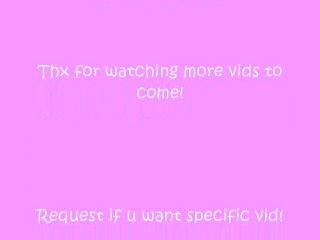 Thx for watching more vids to
come!
Request if u want specific vid!